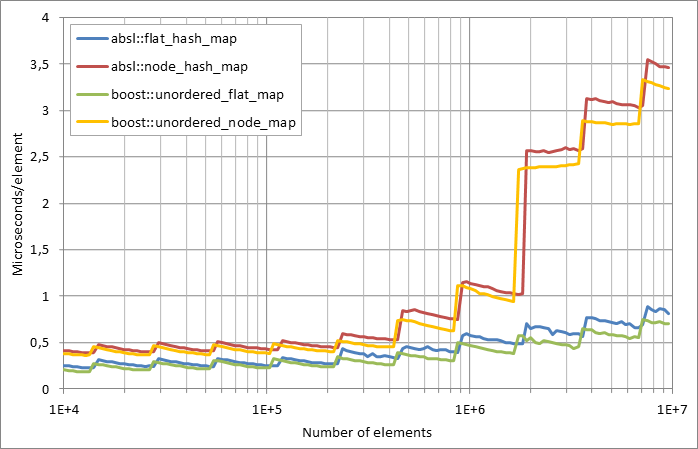 4
3,5
3
2,5
2
1,5
1
0,5
0
Microseconds/element
absl::flat_hash_map
absl::node_hash_map
boost::unordered_flat_map
boost::unordered_node_map
1E+4
1E+5
1E+6
1E+7
Number of elements